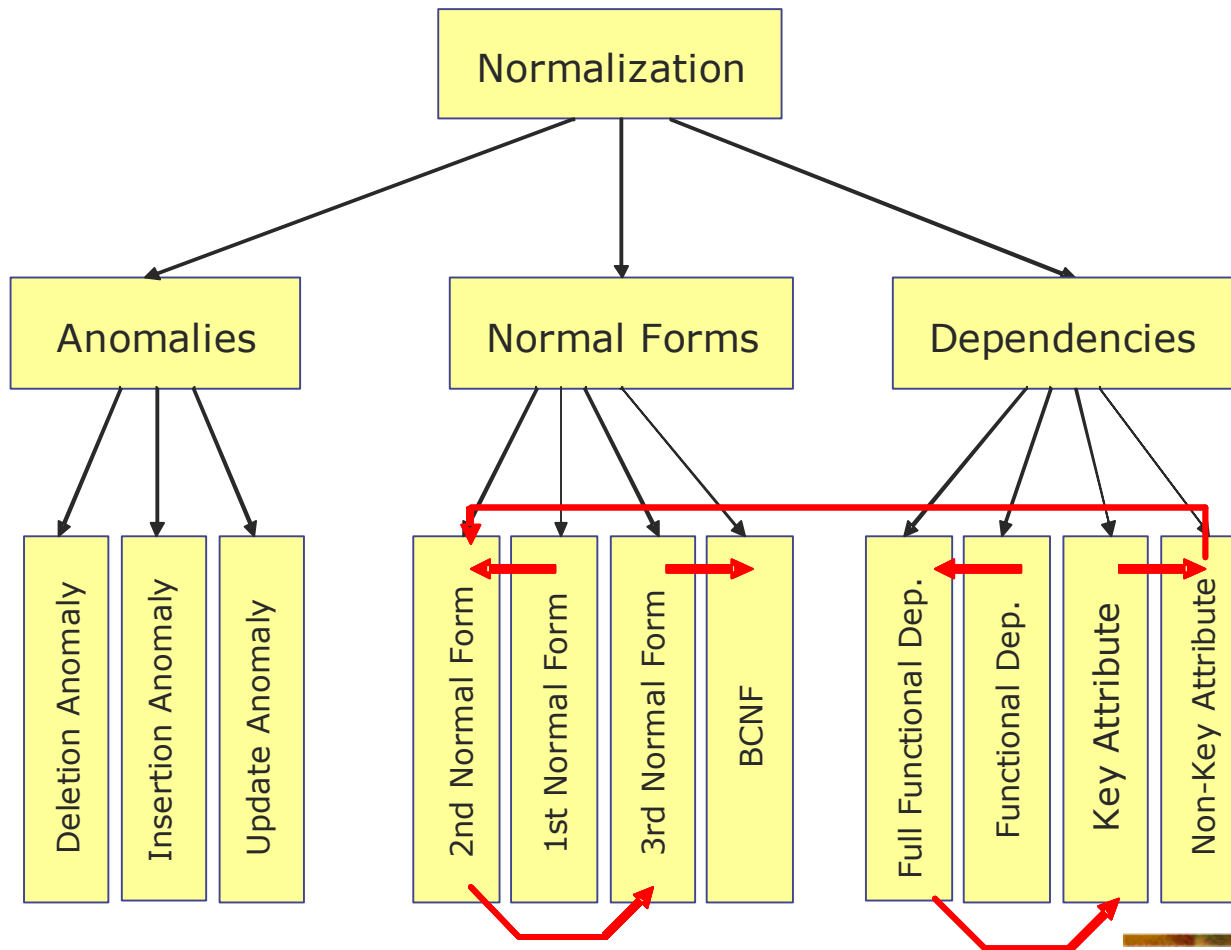 Normalization
Anomalies
Normal Forms
Dependencies
Deletion Anomaly
Insertion Anomaly
Update Anomaly
2nd Normal Form
1st Normal Form
3rd Normal Form
BCNF
Full Functional Dep.
Functional Dep.
Key Attribute
Non-Key Attribute